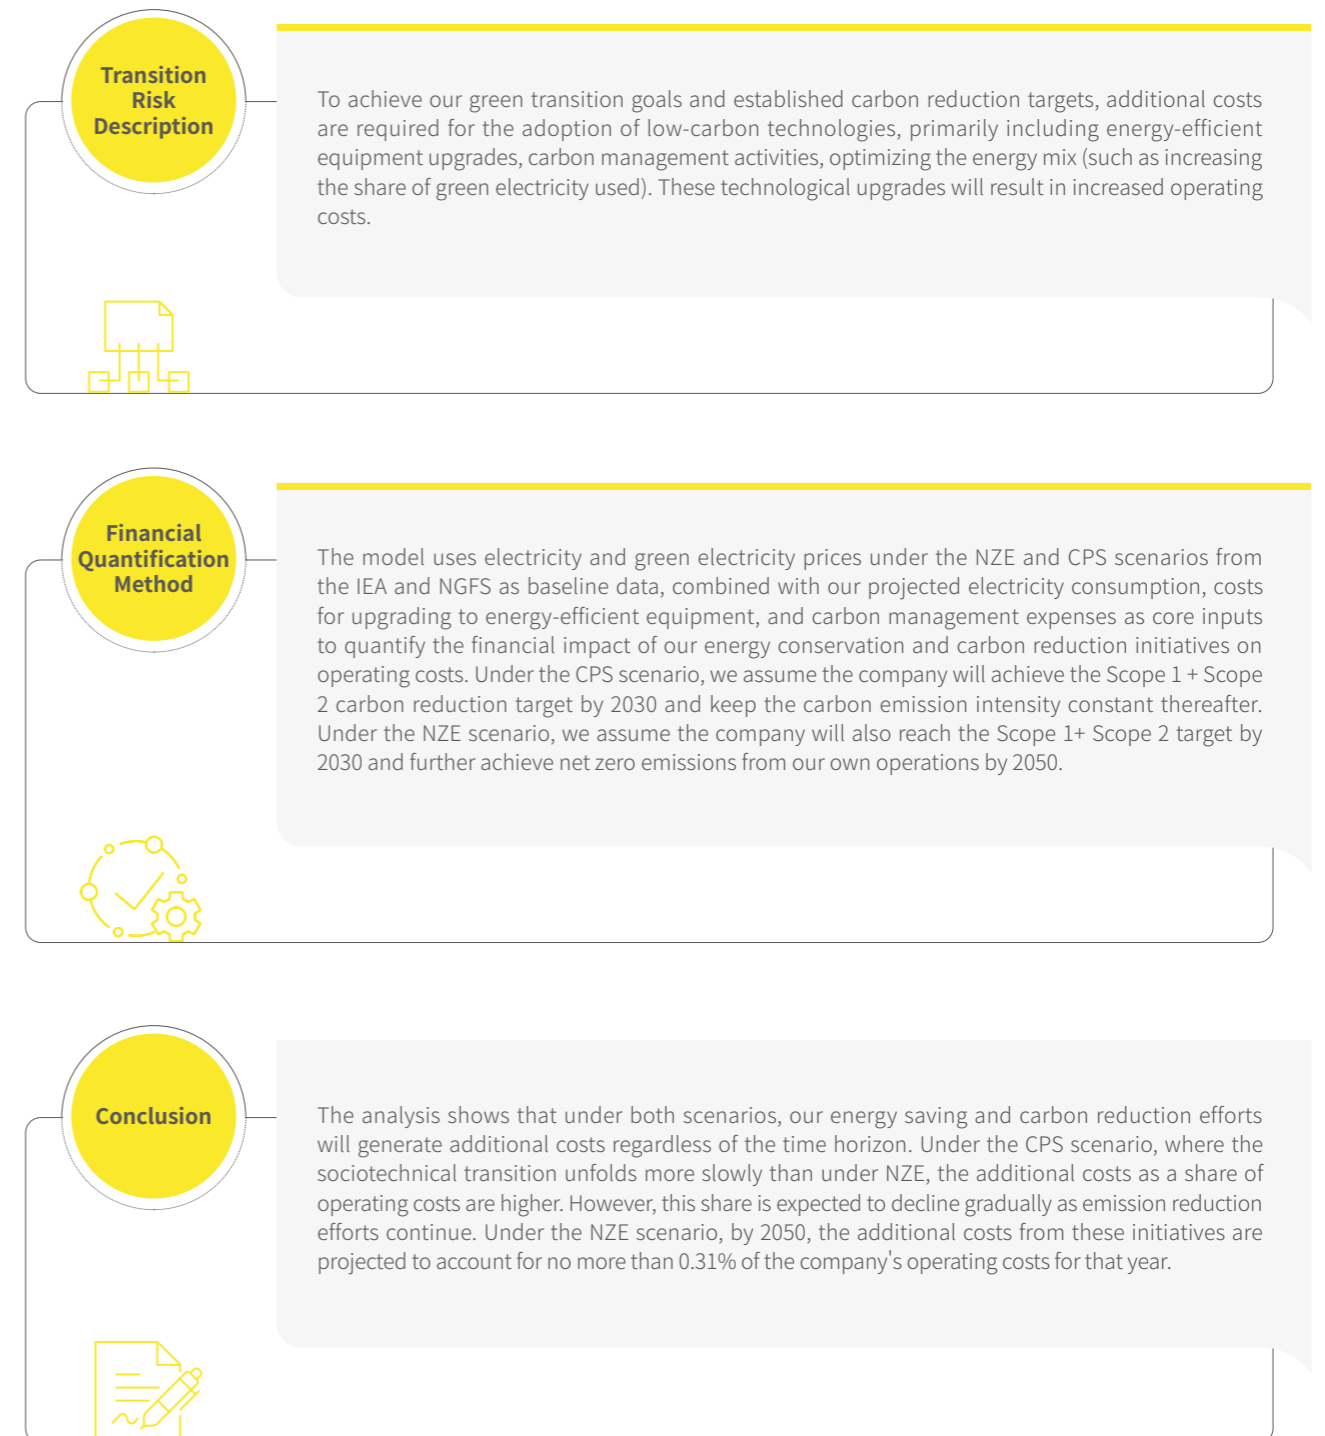 Transition
Risk
Description
To achieve our green transition goals and established carbon reduction targets, additional costs
are required for the adoption of low-carbon technologies, primarily including energy-efficient
equipment upgrades, carbon management activities, optimizing the energy mix (such as increasing
the share of green electricity used). These technological upgrades will result in increased operating
costs.
Financial
Quantification
Method
The model uses electricity and green electricity prices under the NZE and CPS scenarios from
the IEA and NGFS as baseline data, combined with our projected electricity consumption, costs
for upgrading to energy-efficient equipment, and carbon management expenses as core inputs
to quantify the financial impact of our energy conservation and carbon reduction initiatives on
operating costs. Under the CPS scenario, we assume the company will achieve the Scope 1 + Scope
2 carbon reduction target by 2030 and keep the carbon emission intensity constant thereafter.
Under the NZE scenario, we assume the company will also reach the Scope 1+ Scope 2 target by
2030 and further achieve net zero emissions from our own operations by 2050.
Conclusion
The analysis shows that under both scenarios, our energy saving and carbon reduction efforts
will generate additional costs regardless of the time horizon. Under the CPS scenario, where the
sociotechnical transition unfolds more slowly than under NZE, the additional costs as a share of
operating costs are higher. However, this share is expected to decline gradually as emission reduction
efforts continue. Under the NZE scenario, by 2050, the additional costs from these initiatives are
projected to account for no more than 0.31% of the company's operating costs for that year.